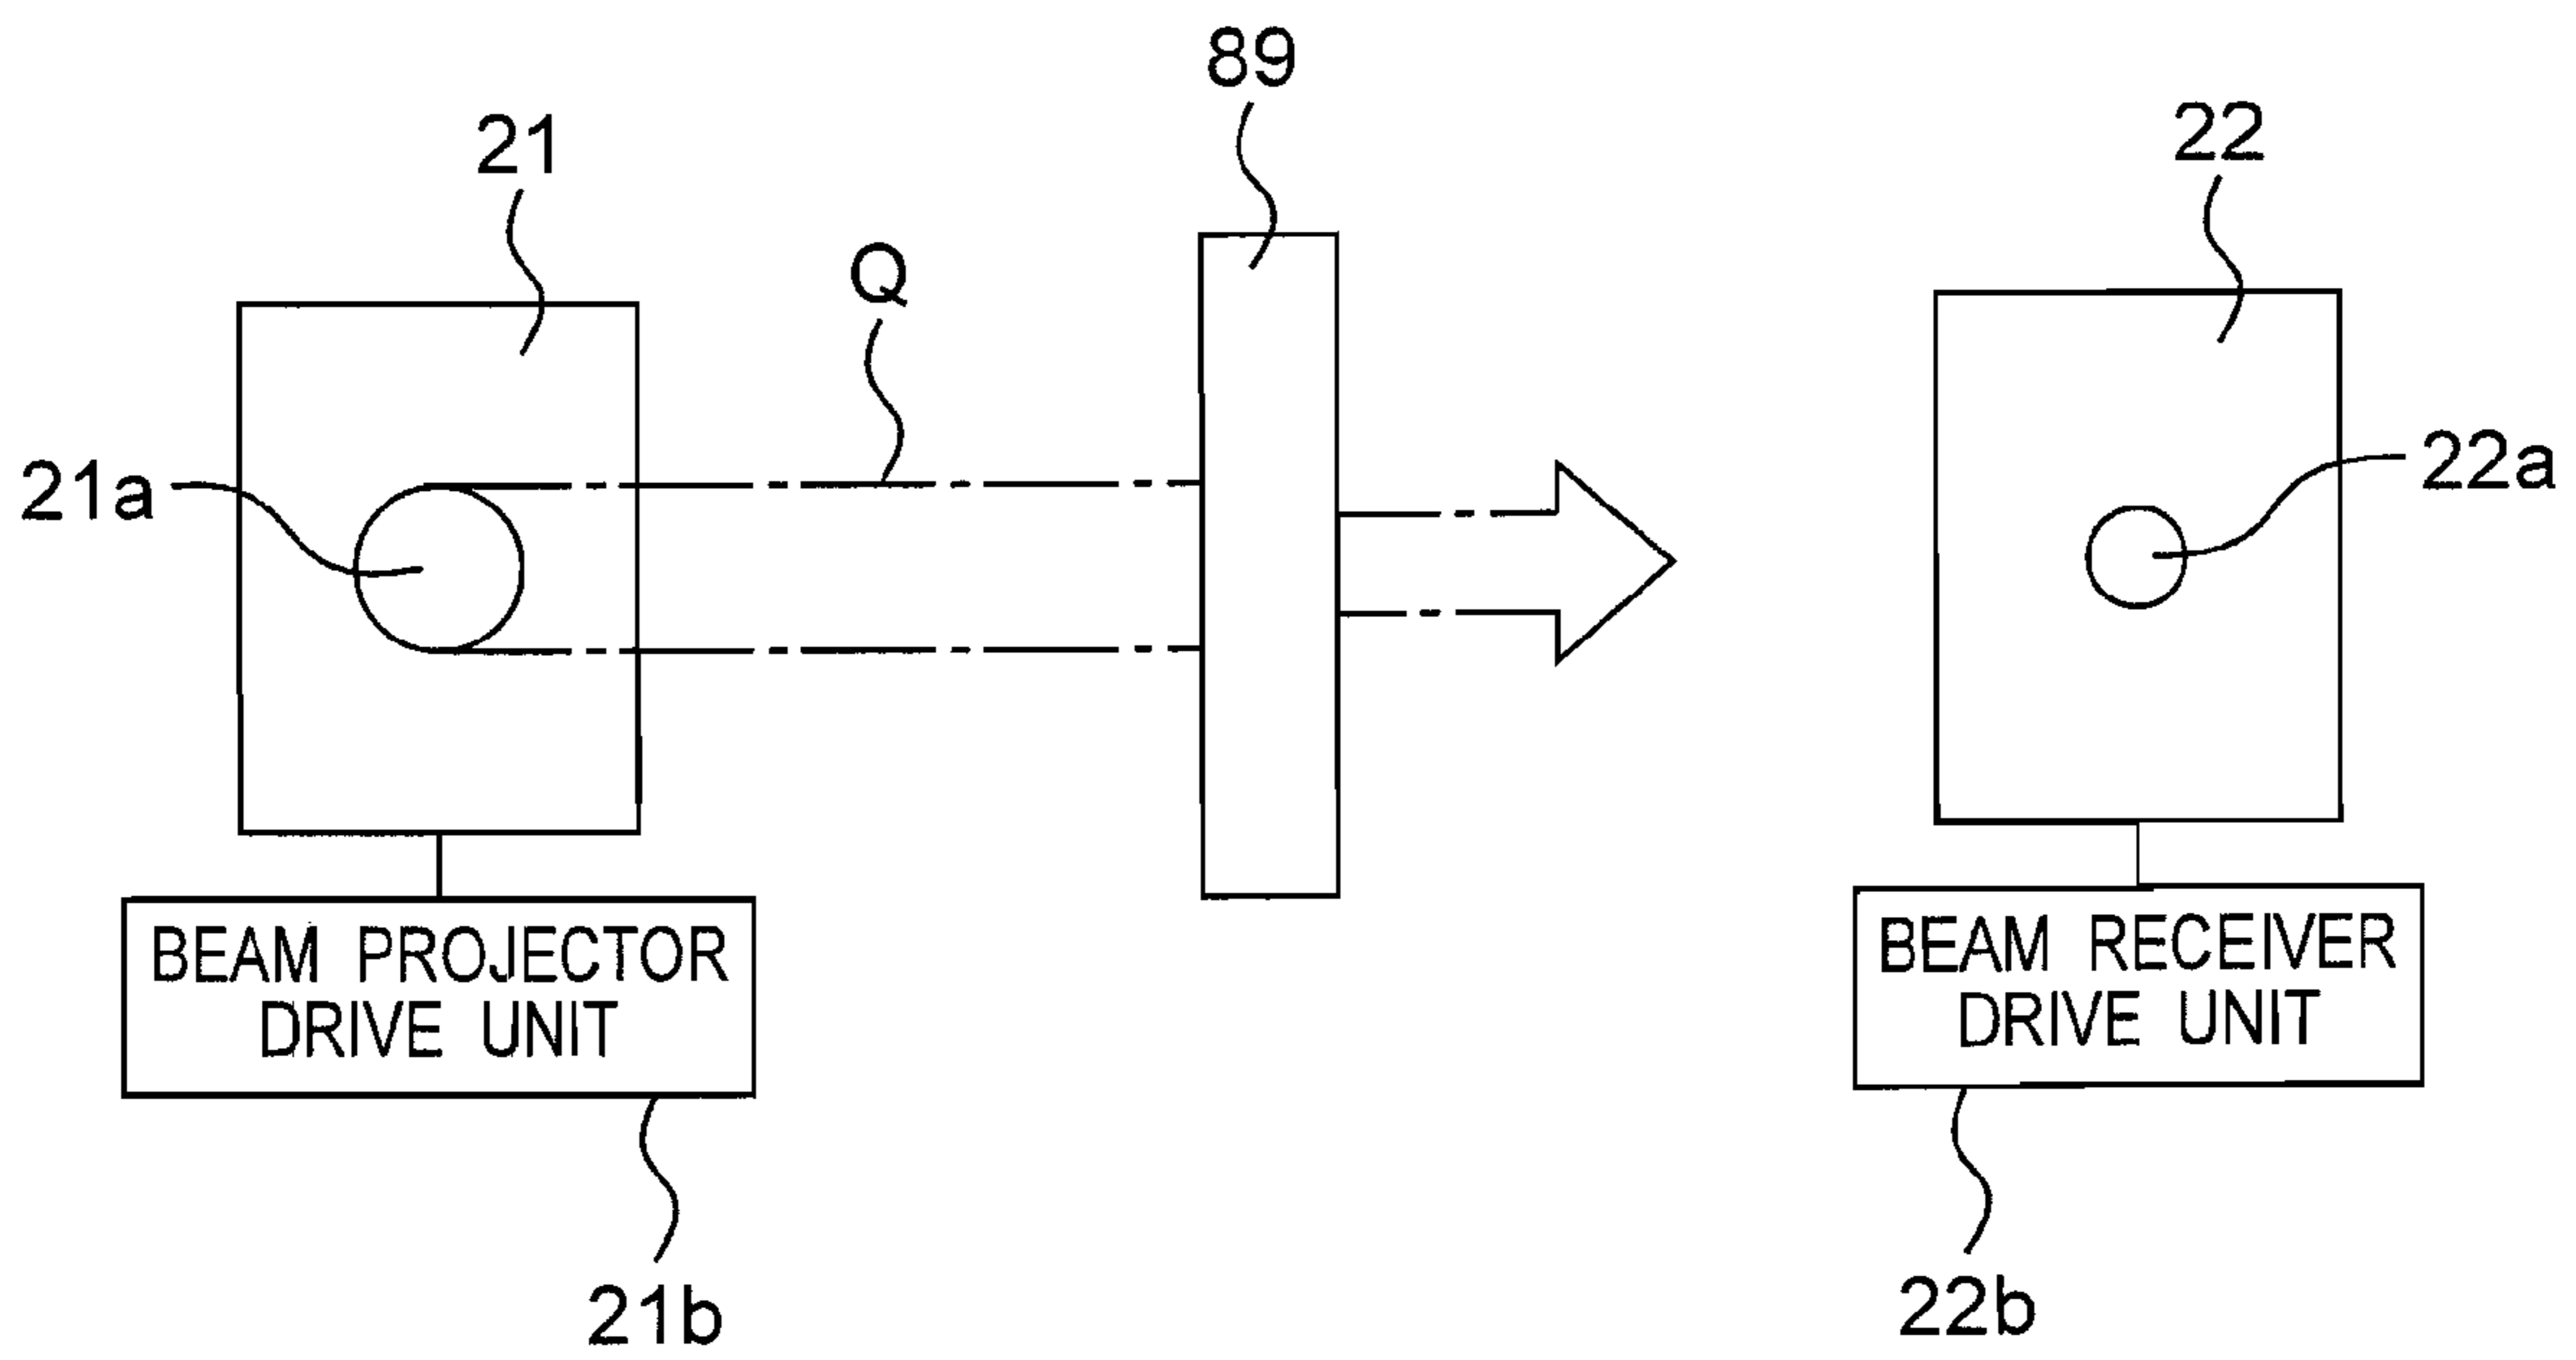 89
21
22
Q
21a
22a
BEAM PROJECTOR
DRIVE UNIT
BEAM RECEIVER
DRIVE UNIT
21b
22b